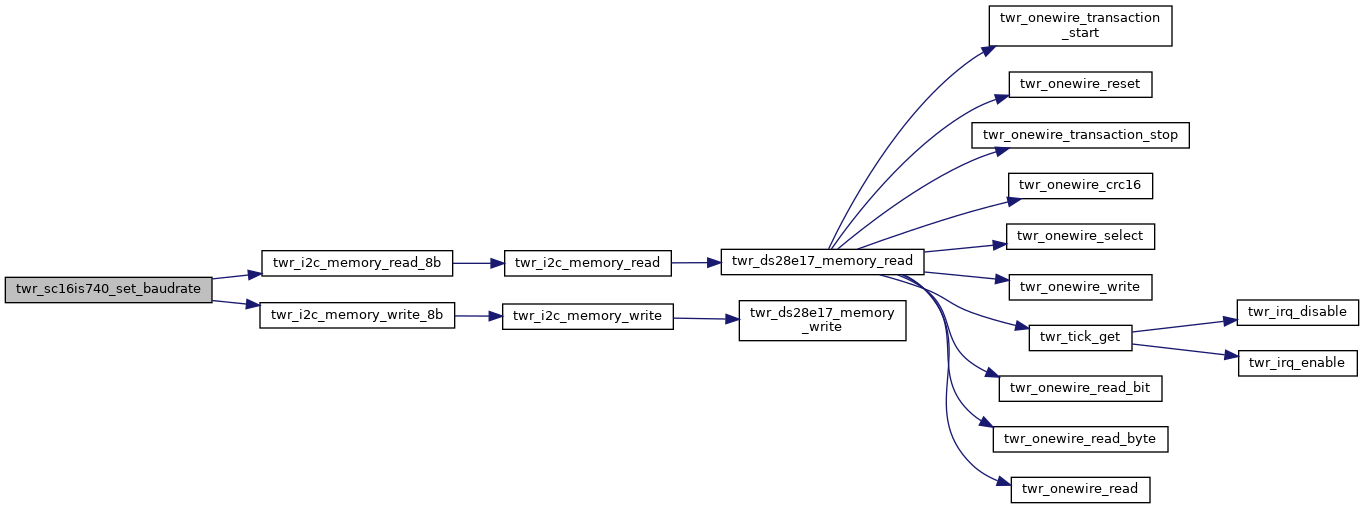 twr_sc16is740_set_baudrate
twr_i2c_memory_read_8b
twr_i2c_memory_write_8b
twr_i2c_memory_read
twr_i2c_memory_write
twr_ds28e17_memory_read
twr_ds28e17_memory
_write
twr_onewire_transaction
_start
twr_onewire_reset
twr_onewire_transaction_stop
twr_onewire_crc16
twr_onewire_select
twr_onewire_write
twr_tick_get
twr_onewire_read_bit
twr_onewire_read_byte
twr_onewire_read
twr_irq_disable
twr_irq_enable